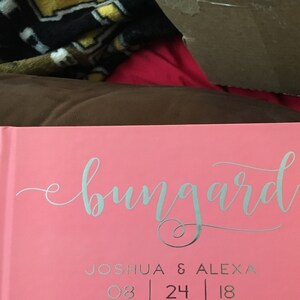 bungard
JOSHUA & ALEXA
08 | 24 | 18